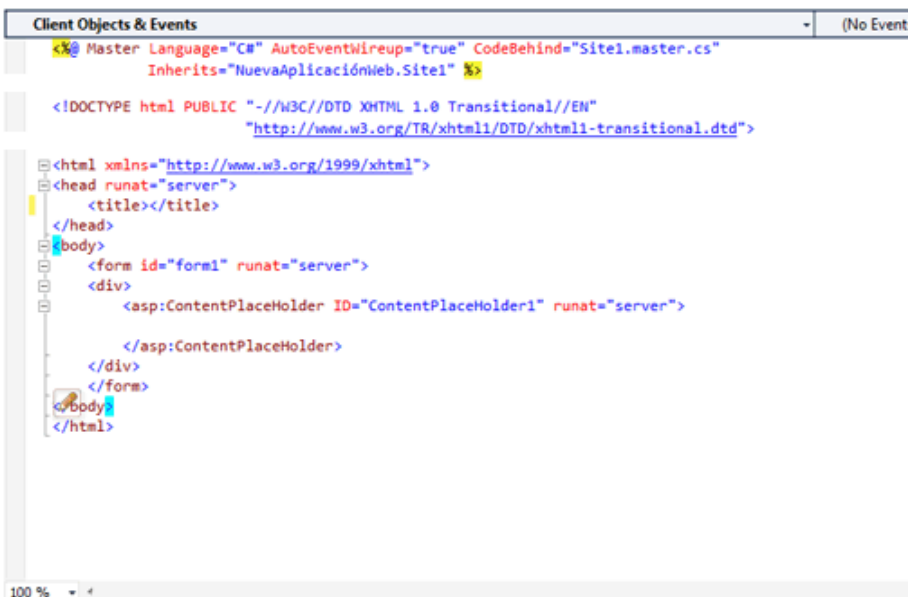 Client Objects & Events (No Event
<%@ Master Language="C#" AutoEventWireup="true" CodeBehind="Site1.master.cs"
Inherits="NuevaAplicaciónWeb.Site1" %>
<!DOCTYPE html PUBLIC "-//W3C//DTD XHTML 1.0 Transitional//EN"
"http://www.w3.org/TR/xhtml1/DTD/xhtml1-transitional.dtd">
<html xmlns="http://www.w3.org/1999/xhtml">
<head runat="server">
<title></title>
</head>
<body>
<form id="form1" runat="server">
<div>
<asp:ContentPlaceHolder ID="ContentPlaceHolder1" runat="server">
</asp:ContentPlaceHolder>
</div>
</form>
</body>
</html>
100 %